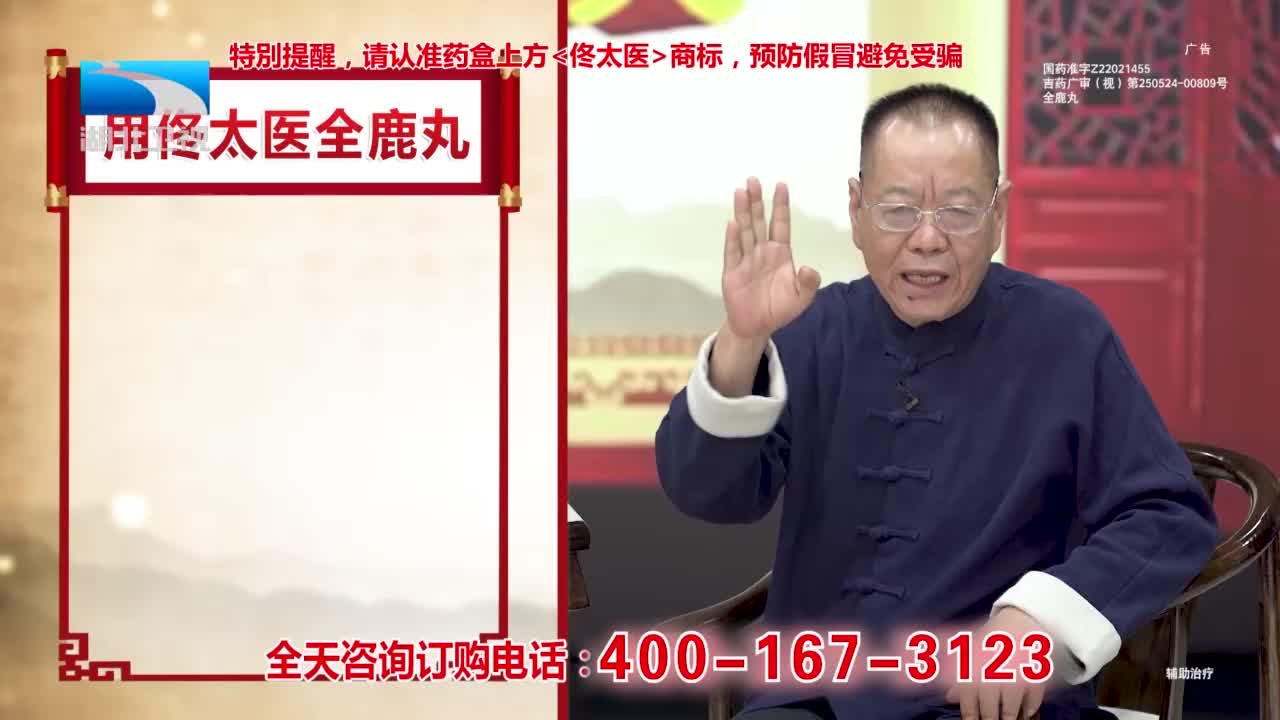 特别提醒，请认准药盒上方<佟太医>商标，预防假冒避免受骗
广告
国药准字Z22021455
吉药广审（视）第250524-00809号
全鹿丸
湖北卫视
用佟太医全鹿丸
全天咨询订购电话：400-167-3123
辅助治疗